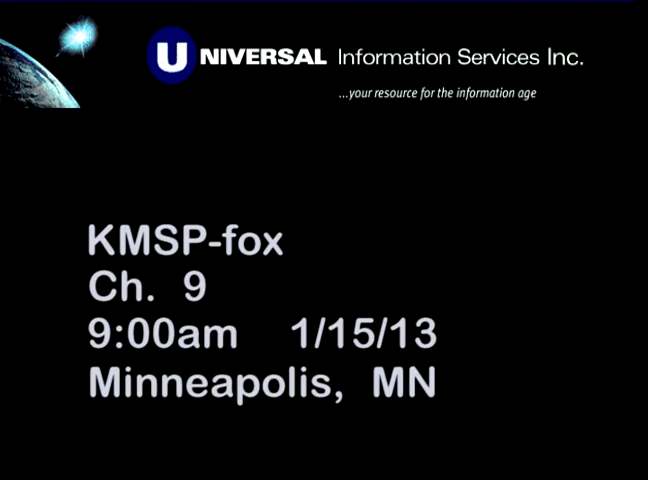 UNIVERSAL Information Services Inc.
...your resource for the information age
KMSP-fox
Ch. 9
9:00am 1/15/13
Minneapolis, MN